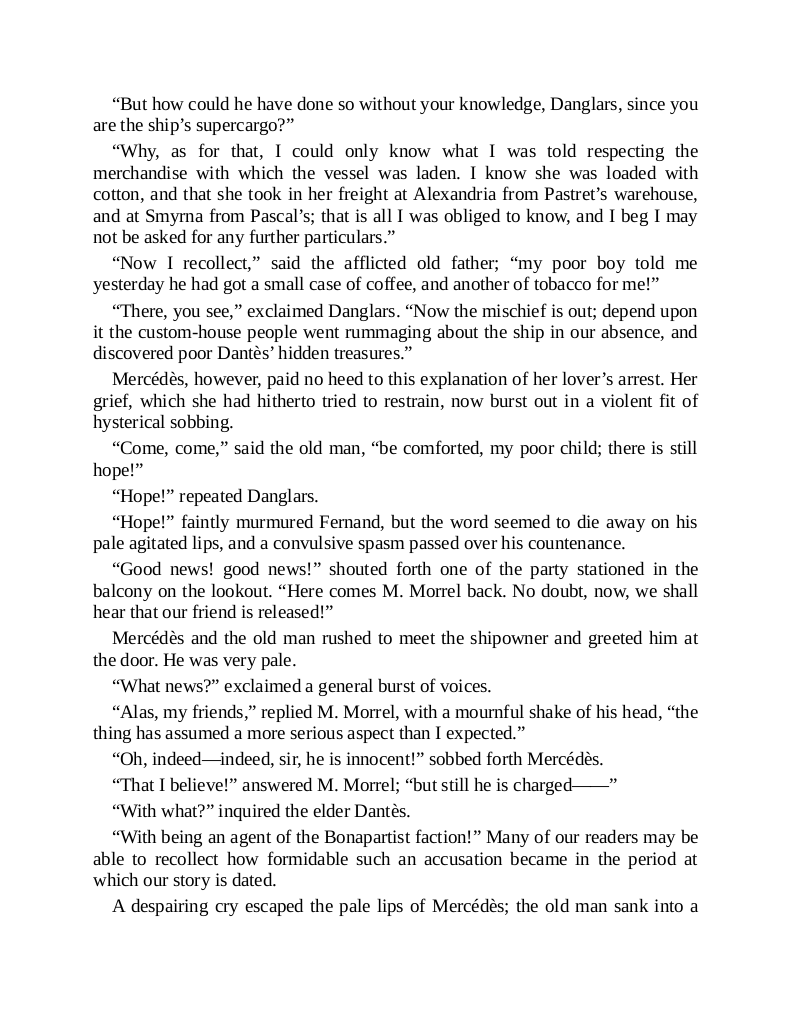 “But how could he have done so without your knowledge, Danglars, since you
are the ship’s supercargo?”
“Why, as for that, I could only know what I was told respecting the
merchandise with which the vessel was laden. I know she was loaded with
cotton, and that she took in her freight at Alexandria from Pastret’s warehouse,
and at Smyrna from Pascal’s; that is all I was obliged to know, and I beg I may
not be asked for any further particulars.”
“Now I recollect,” said the afflicted old father; “my poor boy told me
yesterday he had got a small case of coffee, and another of tobacco for me!”
“There, you see,” exclaimed Danglars. “Now the mischief is out; depend upon
it the custom-house people went rummaging about the ship in our absence, and
discovered poor Dantès’ hidden treasures.”
Mercédès, however, paid no heed to this explanation of her lover’s arrest. Her
grief, which she had hitherto tried to restrain, now burst out in a violent fit of
hysterical sobbing.
“Come, come,” said the old man, “be comforted, my poor child; there is still
hope!”
“Hope!” repeated Danglars.
“Hope!” faintly murmured Fernand, but the word seemed to die away on his
pale agitated lips, and a convulsive spasm passed over his countenance.
“Good news! good news!” shouted forth one of the party stationed in the
balcony on the lookout. “Here comes M. Morrel back. No doubt, now, we shall
hear that our friend is released!”
Mercédès and the old man rushed to meet the shipowner and greeted him at
the door. He was very pale.
“What news?” exclaimed a general burst of voices.
“Alas, my friends,” replied M. Morrel, with a mournful shake of his head, “the
thing has assumed a more serious aspect than I expected.”
“Oh, indeed—indeed, sir, he is innocent!” sobbed forth Mercédès.
“That I believe!” answered M. Morrel; “but still he is charged——”
“With what?” inquired the elder Dantès.
“With being an agent of the Bonapartist faction!” Many of our readers may be
able to recollect how formidable such an accusation became in the period at
which our story is dated.
A despairing cry escaped the pale lips of Mercédès; the old man sank into a